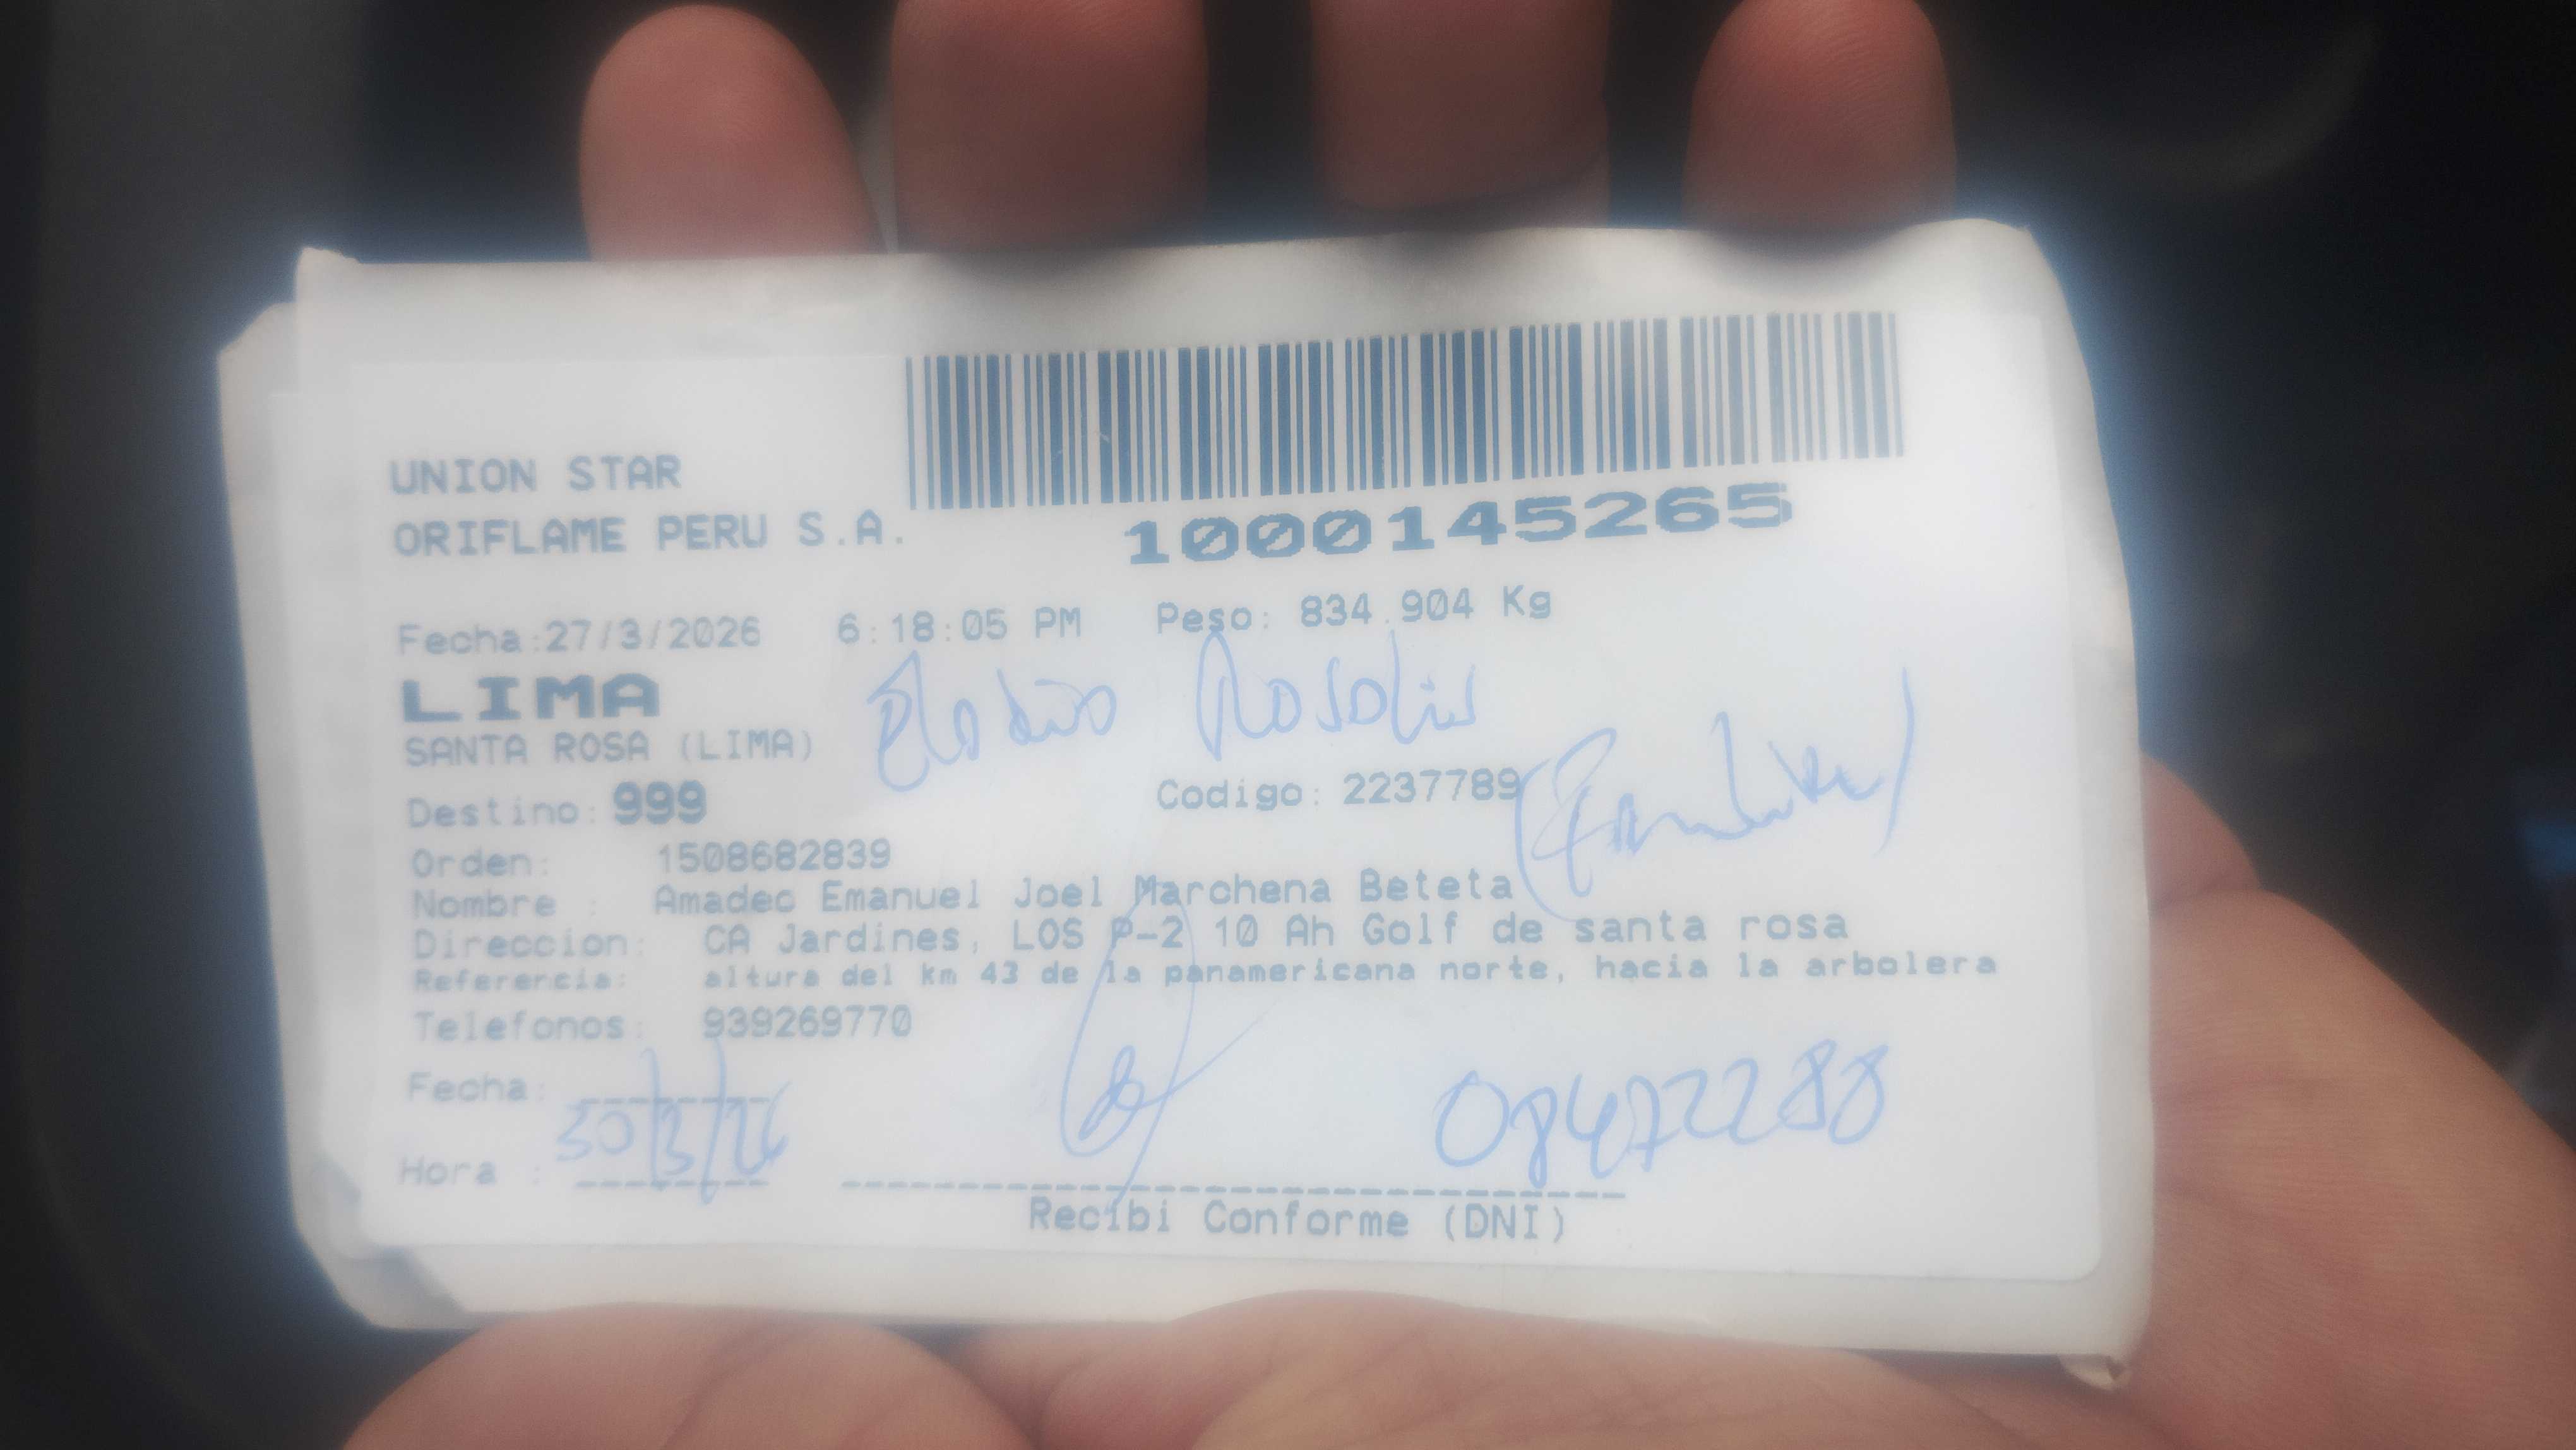 UNION STAR
ORIFLAME PERU S.A.
1000145265
Fecha:27/3/2026 6:18:05 PM Peso: 834.904 Kg
LIMA
SANTA ROSA (LIMA)
Destino: 999 Codigo: 2237789
Orden: 1508682839
Nombre : Amadeo Emanuel Joel Marchena Beteta
Direccion: CA Jardines, LOS P-2 10 Ah Golf de santa rosa
Referencia: altura del km 43 de la panamericana norte, hacia la arbolera
Telefonos: 939269770
Fecha: 30/3/26
08472288
Hora :
Recibi Conforme (DNI)